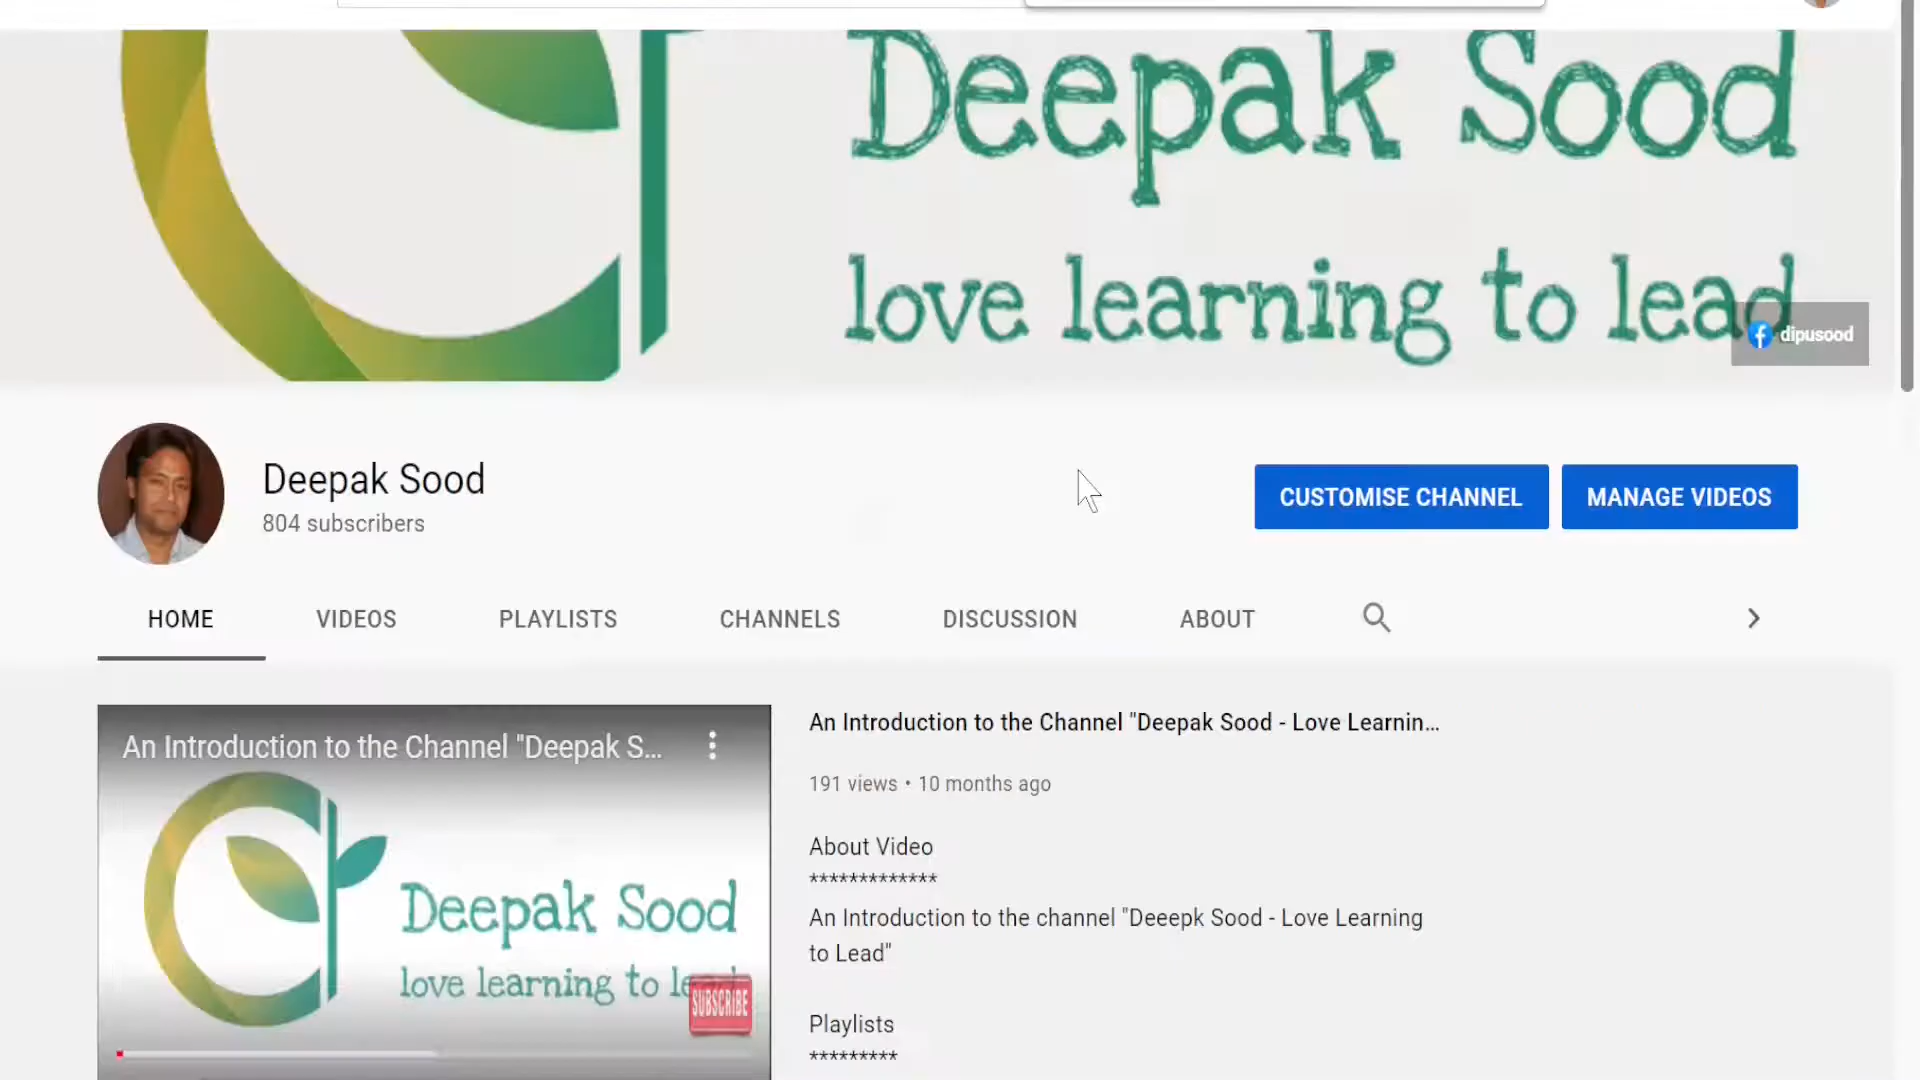 Deepak Sood
love learning to lead
dipusood
Deepak Sood
804 subscribers
CUSTOMISE CHANNEL
MANAGE VIDEOS
HOME
VIDEOS
PLAYLISTS
CHANNELS
DISCUSSION
ABOUT
An Introduction to the Channel "Deepak S...
Deepak Sood
love learning to
SUBSCRIBE
An Introduction to the Channel "Deepak Sood - Love Learnin...
191 views • 10 months ago
About Video
*************
An Introduction to the channel "Deeepk Sood - Love Learning
to Lead"
Playlists
*********